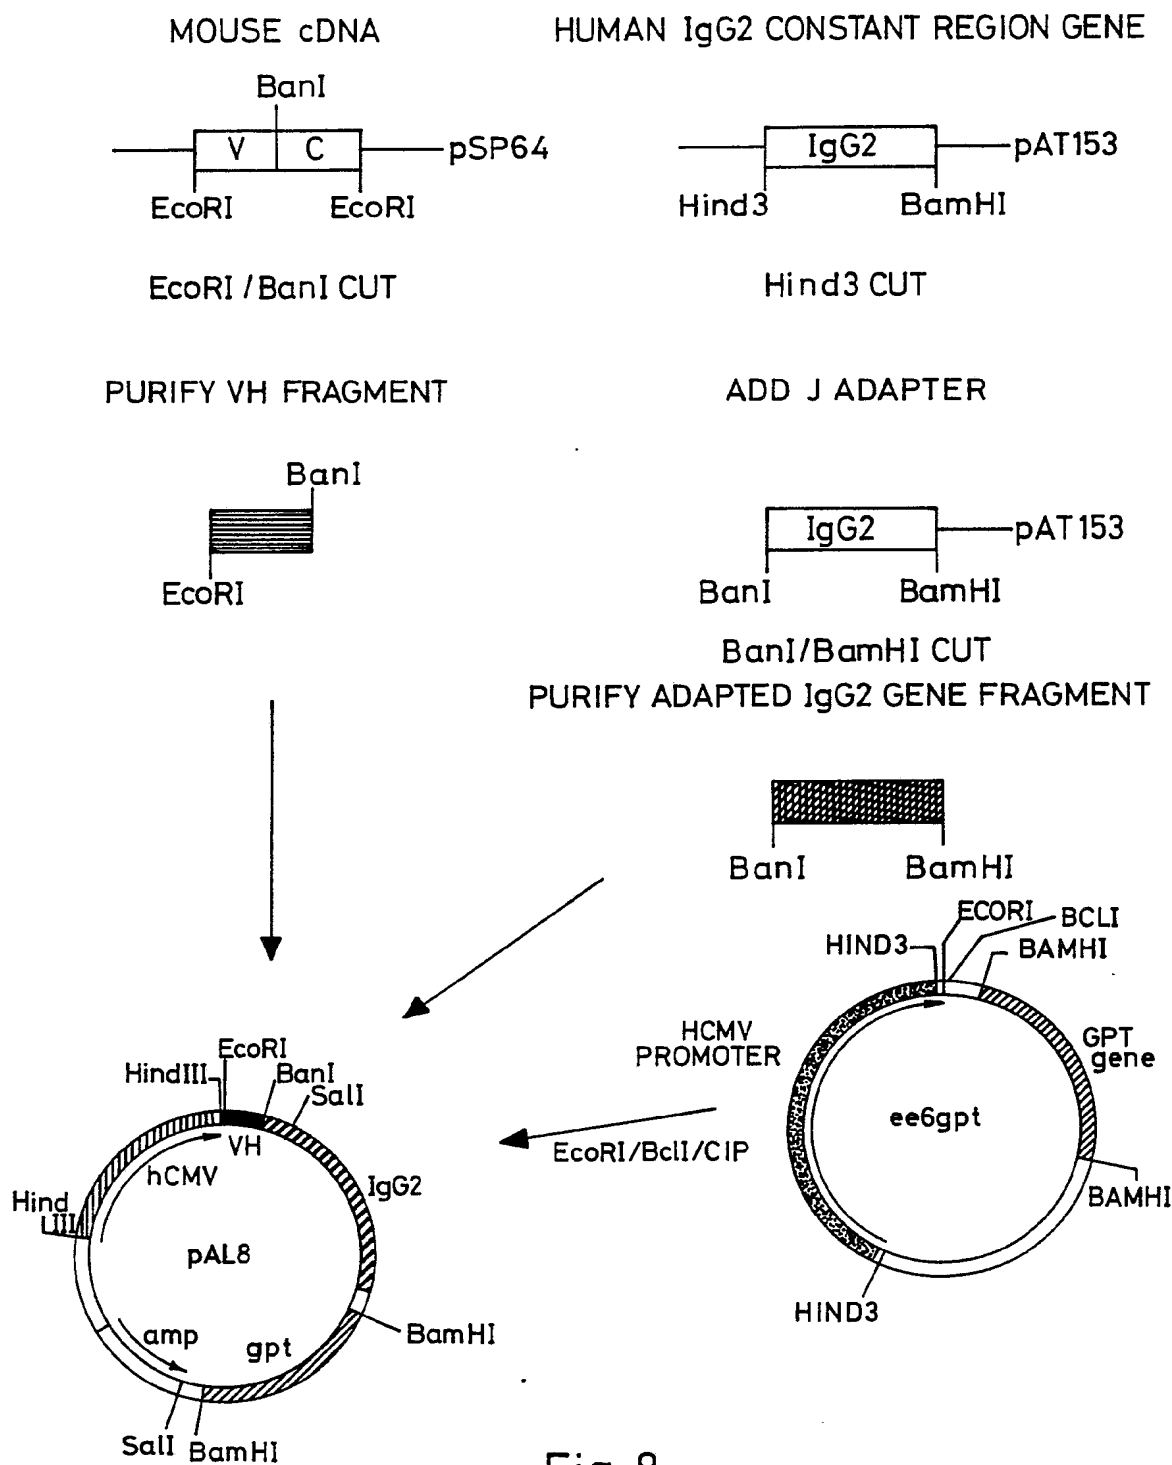 MOUSE cDNA
HUMAN IgG2 CONSTANT REGION GENE
BanI
V
C
pSP64
EcoRI
EcoRI
IgG2
pAT153
Hind3
BamHI
EcoRI/BanI CUT
Hind3 CUT
PURIFY VH FRAGMENT
ADD J ADAPTER
BanI
EcoRI
IgG2
pAT153
BanI
BamHI
BanI/BamHI CUT
PURIFY ADAPTED IgG2 GENE FRAGMENT
BanI
BamHI
ECORI
BCLI
HIND3
BAMHI
HCMV
PROMOTER
GPT
gene
ee6gpt
BAMHI
HIND3
EcoRI/BclI/CIP
EcoRI
HindIII
BanI
SalI
VH
hCMV
IgG2
Hind
III
pAL8
amp
gpt
BamHI
SalI
BamHI
Fig. 8